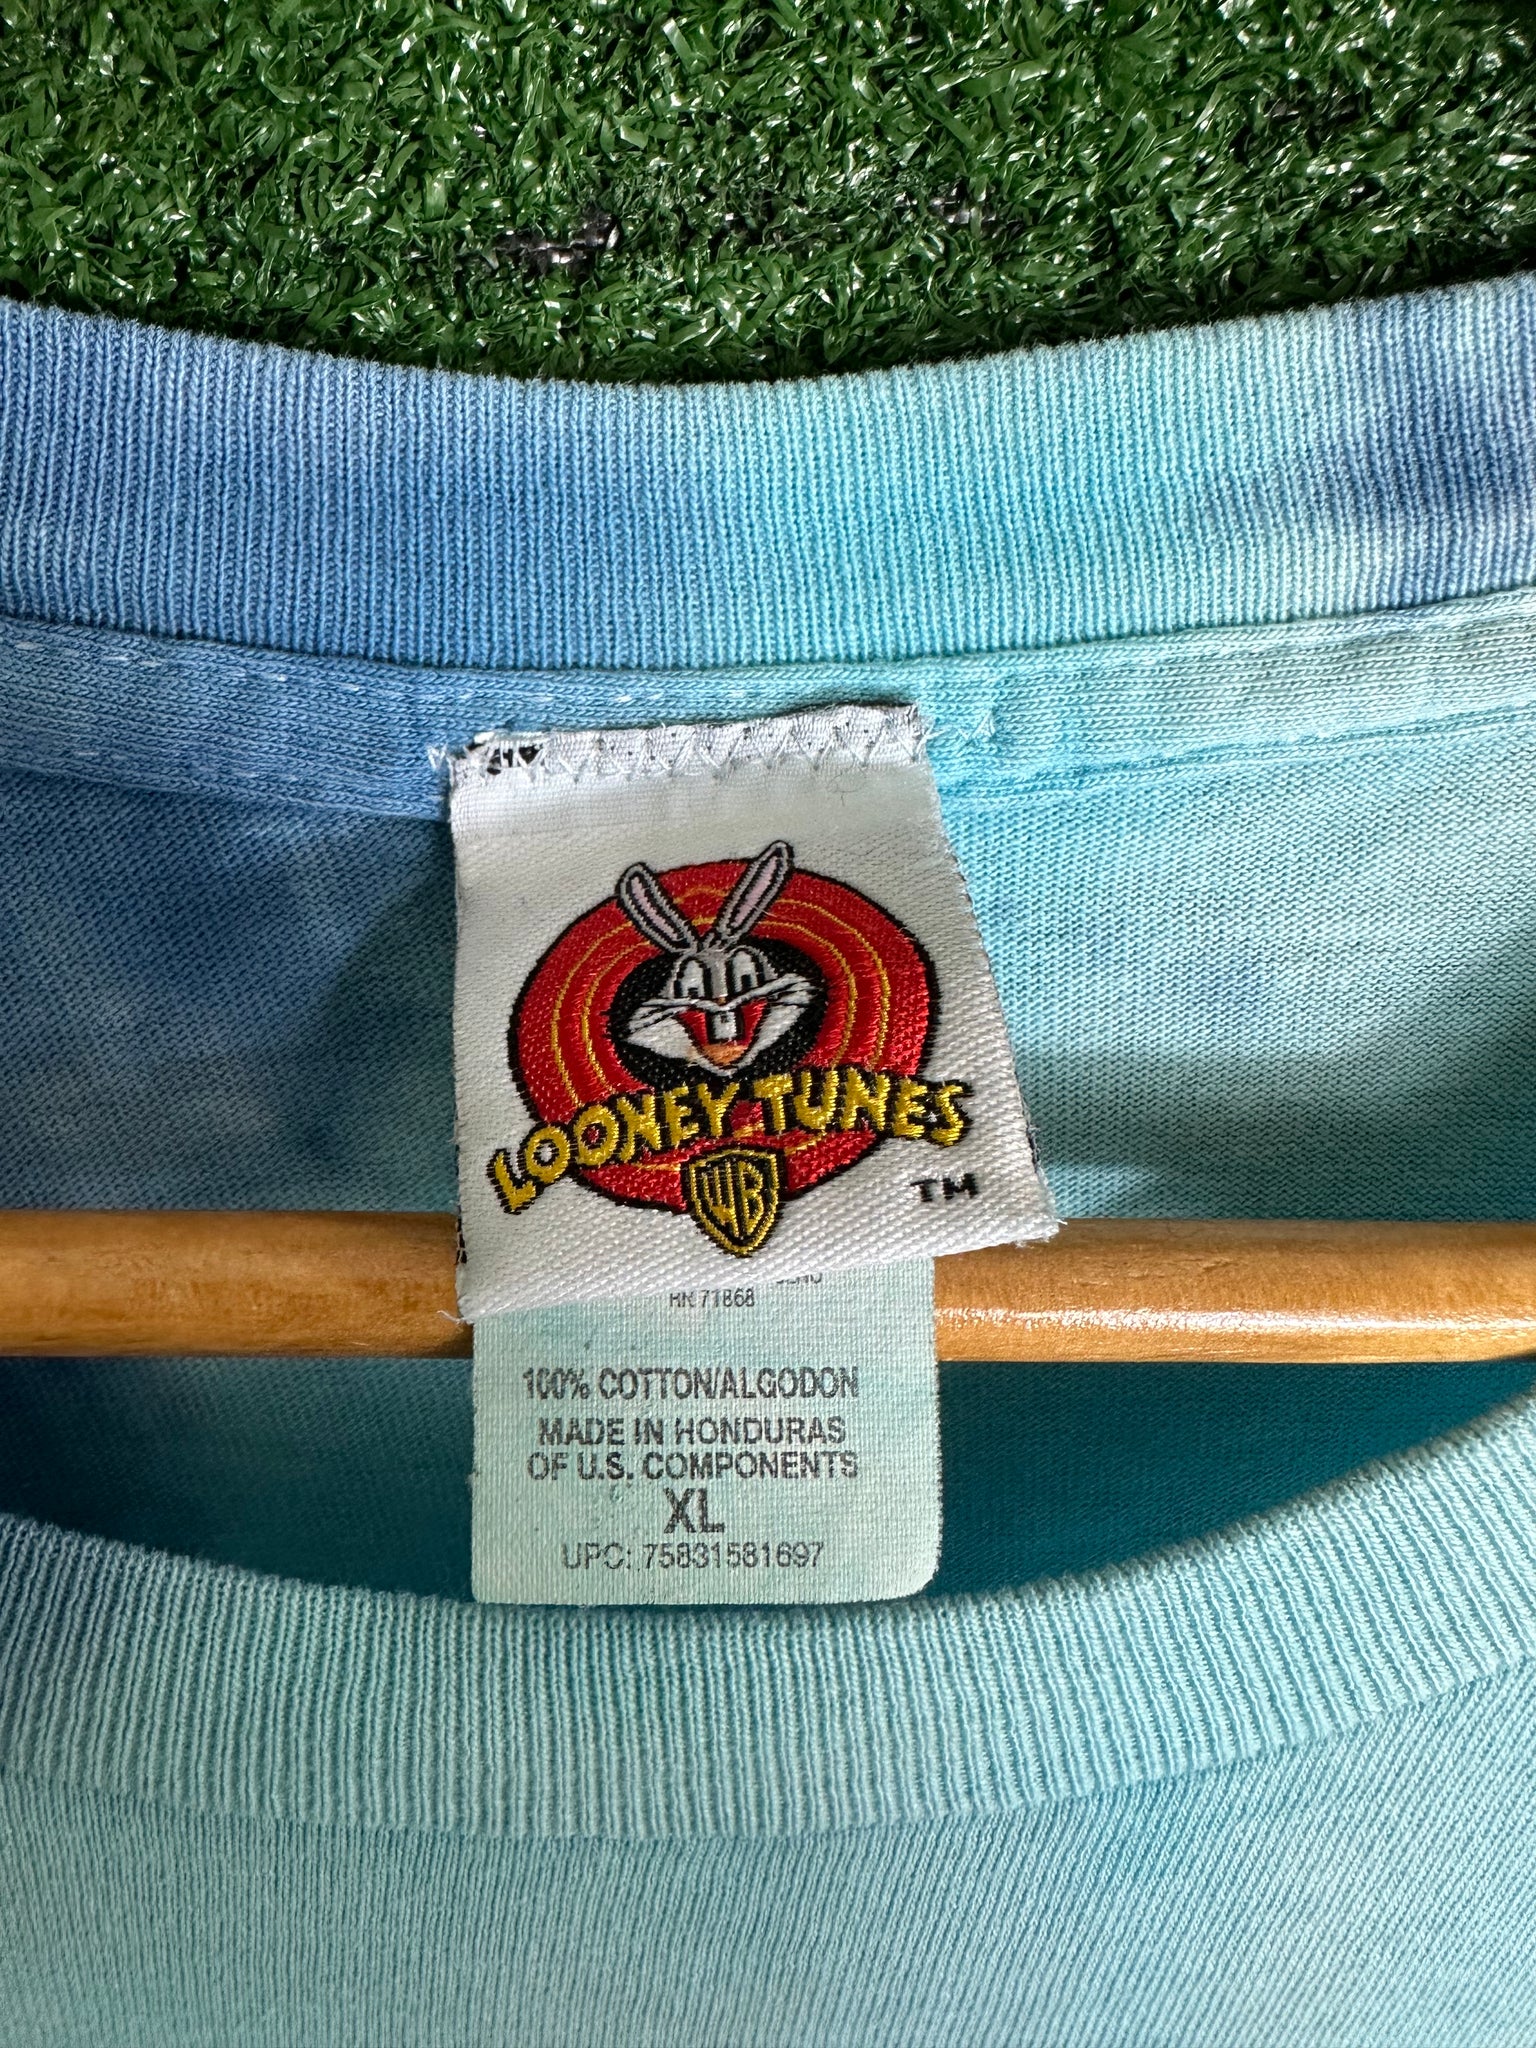 LOONEY TUNES
WB
TM
RN 71868
100% COTTON/ALGODON
MADE IN HONDURAS
OF U.S. COMPONENTS
XL
UPC: 75831581697